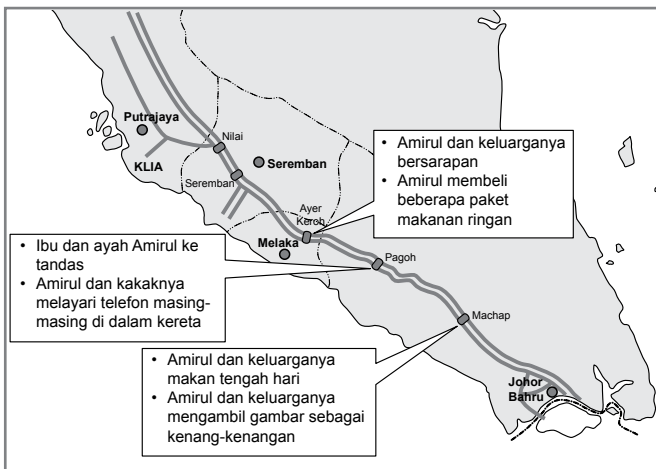 Putrajaya
Nilai
KLIA
Seremban
Seremban
• Amirul dan keluarganya
bersarapan
• Amirul membeli
beberapa paket
makanan ringan
Ayer
Keroh
Melaka
• Ibu dan ayah Amirul ke
tandas
• Amirul dan kakaknya
melayari telefon masing-
masing di dalam kereta
Pagoh
Machap
• Amirul dan keluarganya
makan tengah hari
• Amirul dan keluarganya
mengambil gambar sebagai
kenang-kenangan
Johor
Bahru